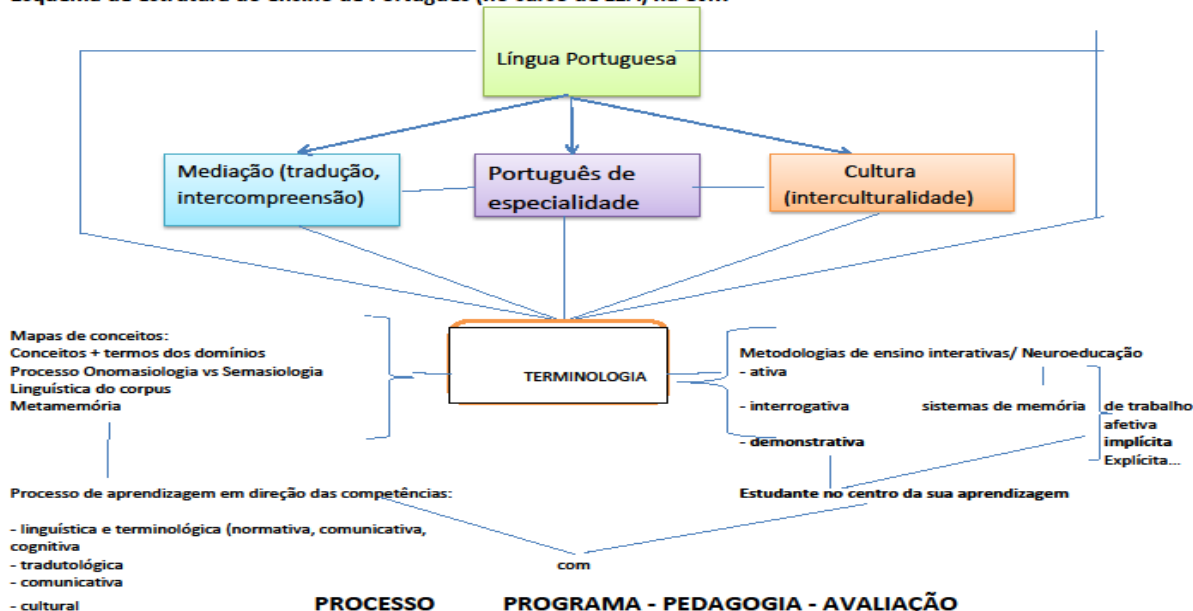 Língua Portuguesa
Mediação (tradução,
intercompreensão)
Português de
especialidade
Cultura
(interculturalidade)
Mapas de conceitos:
Conceitos + termos dos domínios
Processo Onomasiologia vs Semasiologia
Linguística do corpus
Metamemória
TERMINOLOGIA
Metodologias de ensino interativas/ Neuroeducação
- ativa
- interrogativa
sistemas de memória
de trabalho
afetiva
- demonstrativa
implícita
Explícita...
Processo de aprendizagem em direção das competências:
Estudante no centro da sua aprendizagem
- linguística e terminológica (normativa, comunicativa,
cognitiva
- tradutológica
- comunicativa
- cultural
com
PROCESSO PROGRAMA - PEDAGOGIA - AVALIAÇÃO